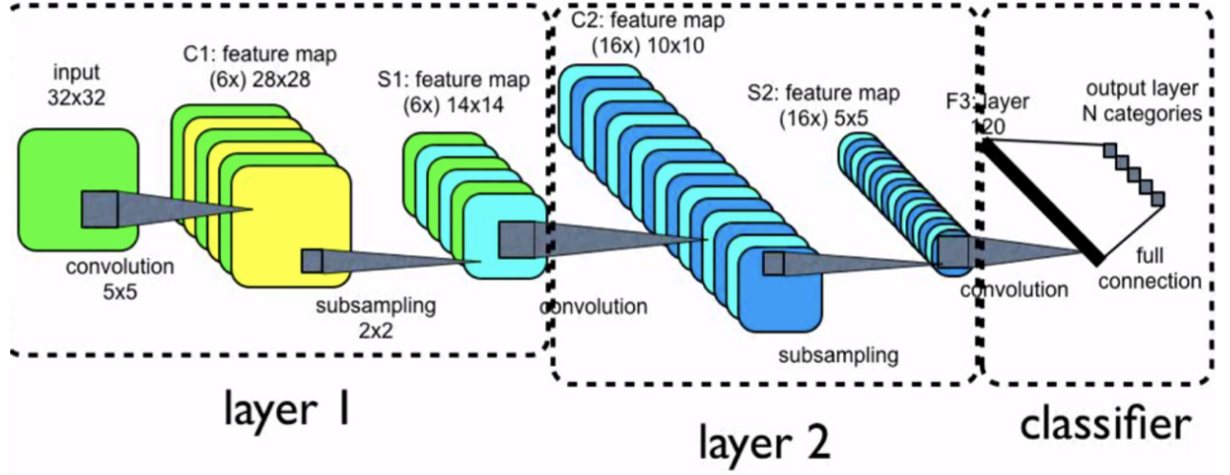 input
32x32
C1: feature map
(6x) 28x28
S1: feature map
(6x) 14x14
convolution
5x5
subsampling
2x2
layer 1
C2: feature map
(16x) 10x10
S2: feature map
(16x) 5x5
convolution
subsampling
layer 2
F3: layer
120
output layer
N categories
convolution
full
connection
classifier